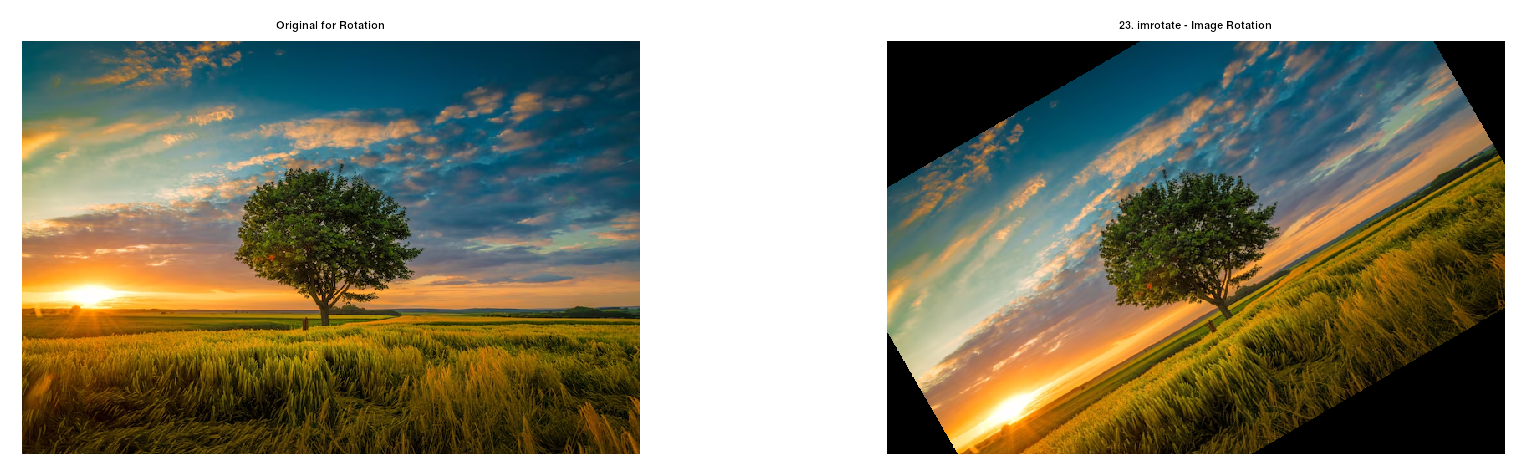 Original for Rotation
23. imrotate - Image Rotation